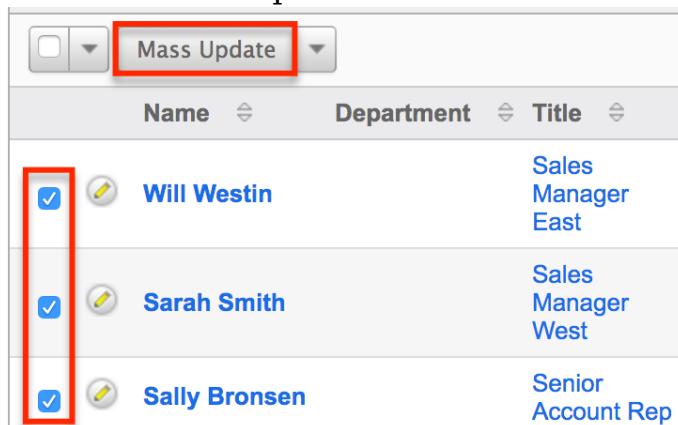 Mass Update
Name Department Title
Will Westin
Sales
Manager
East
Sarah Smith
Sales
Manager
West
Sally Bronsen
Senior
Account Rep